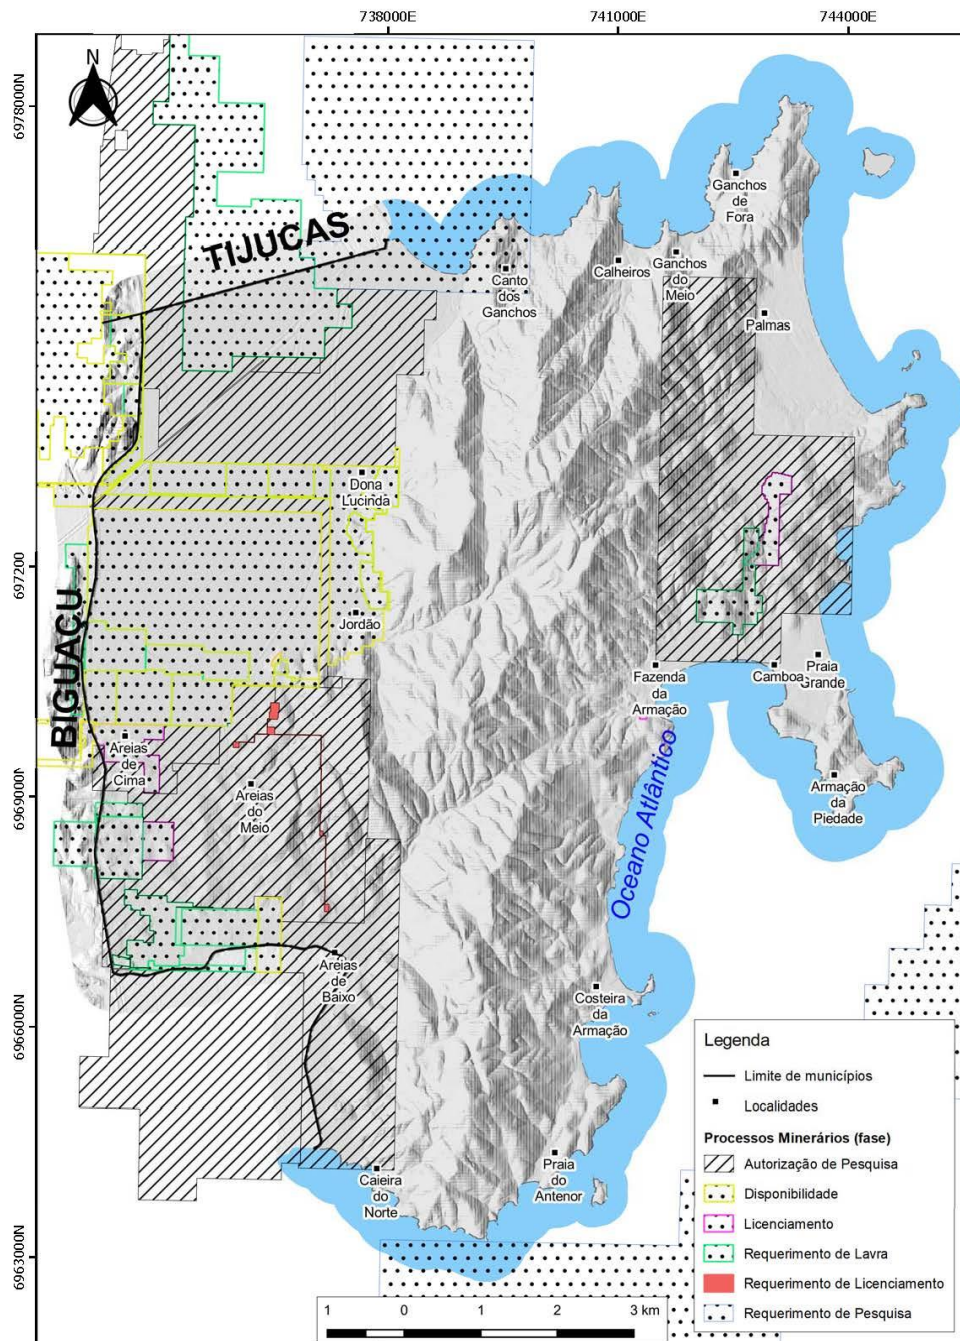 738000E
741000E
744000E
6978000N
N
TIJUCAS
Ganchos
de
Fora
Calheiros
Ganchos
do
Meio
Canto
dos
Ganchos
Palmas
Dona
Lucinda
697200
Jordão
BIGUAÇU
Fazenda
da
Armação
Camboa
Praia
Grande
Areias
de
Cima
Areias
do
Meio
6969000N
Armação
da
Piedade
Oceano Atlântico
Areias
de
Baixo
Costeira
da
Armação
6966000N
Praia
do
Antenor
Caieira
do
Norte
6963000N
Legenda
Limite de municípios
Localidades
Processos Minerários (fase)
Autorização de Pesquisa
Disponibilidade
Licenciamento
Requerimento de Lavra
Requerimento de Licenciamento
Requerimento de Pesquisa
1 0 1 2 3 km